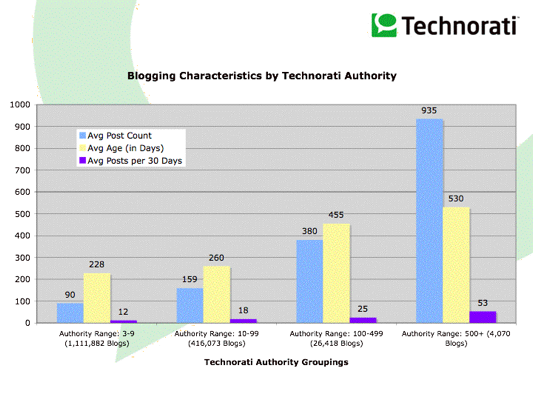 Technorati
Blogging Characteristics by Technorati Authority
1000
900
800
700
600
500
400
300
200
100
0
Avg Post Count
Avg Age (in Days)
Avg Posts per 30 Days
90
228
12
159
260
18
380
455
25
935
530
53
Authority Range: 3-9
(1,111,882 Blogs)
Authority Range: 10-99
(416,073 Blogs)
Authority Range: 100-499
(26,418 Blogs)
Authority Range: 500+ (4,070
Blogs)
Technorati Authority Groupings